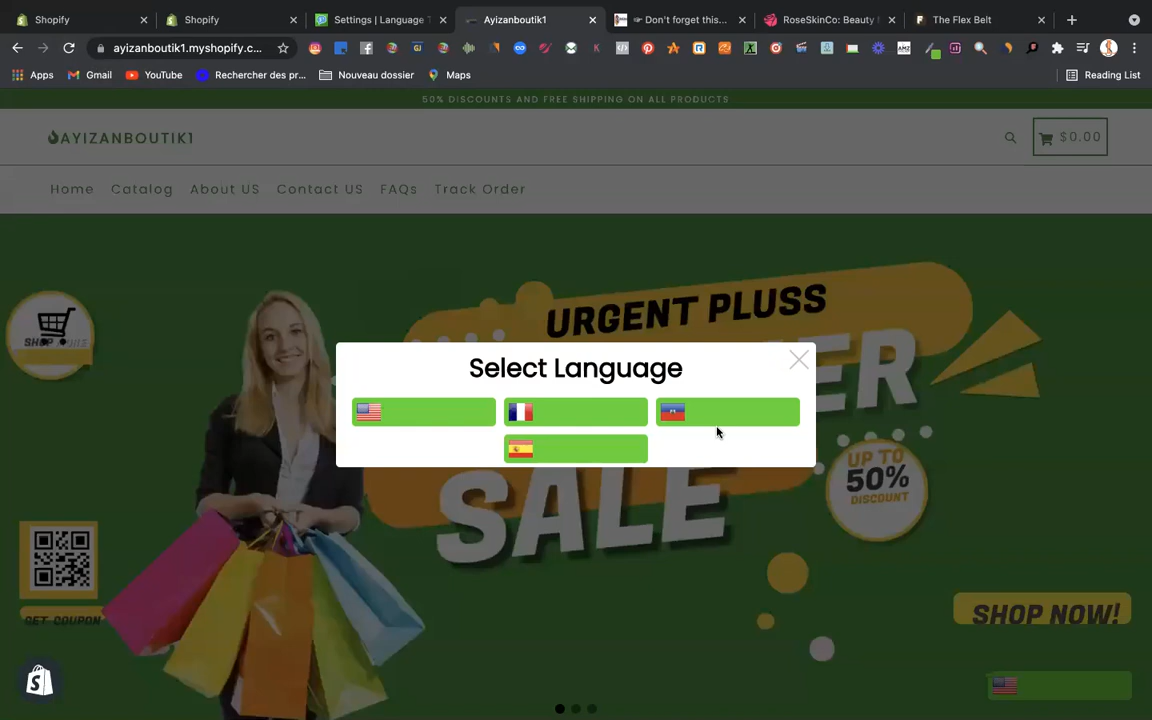 Shopify
Shopify
Settings | Language T
Ayizanboutik1
Don't forget this...
RoseSkinCo: Beauty
The Flex Belt
ayizanboutik1.myshopify.c...
Apps
Gmail
YouTube
Rechercher des pr...
Nouveau dossier
Maps
Reading List
50% DISCOUNTS AND FREE SHIPPING ON ALL PRODUCTS
AYIZANBOUTIK1
$0.00
Home
Catalog
About US
Contact US
FAQs
Track Order
URGENT PLUSS
SALE
UP TO
50%
DISCOUNT
Select Language
GET COUPON
SHOP NOW!